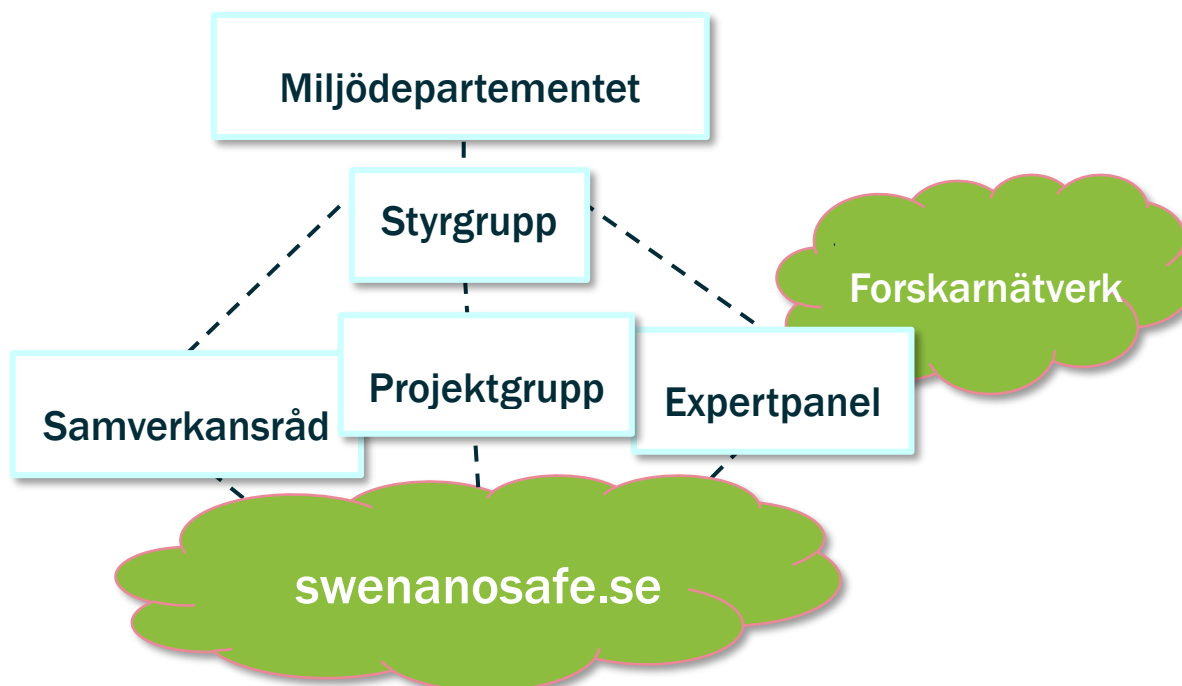 Miljödepartementet
Styrgrupp
Forskarnätverk
Samverkansråd
Projektgrupp
Expertpanel
swenanosafe.se